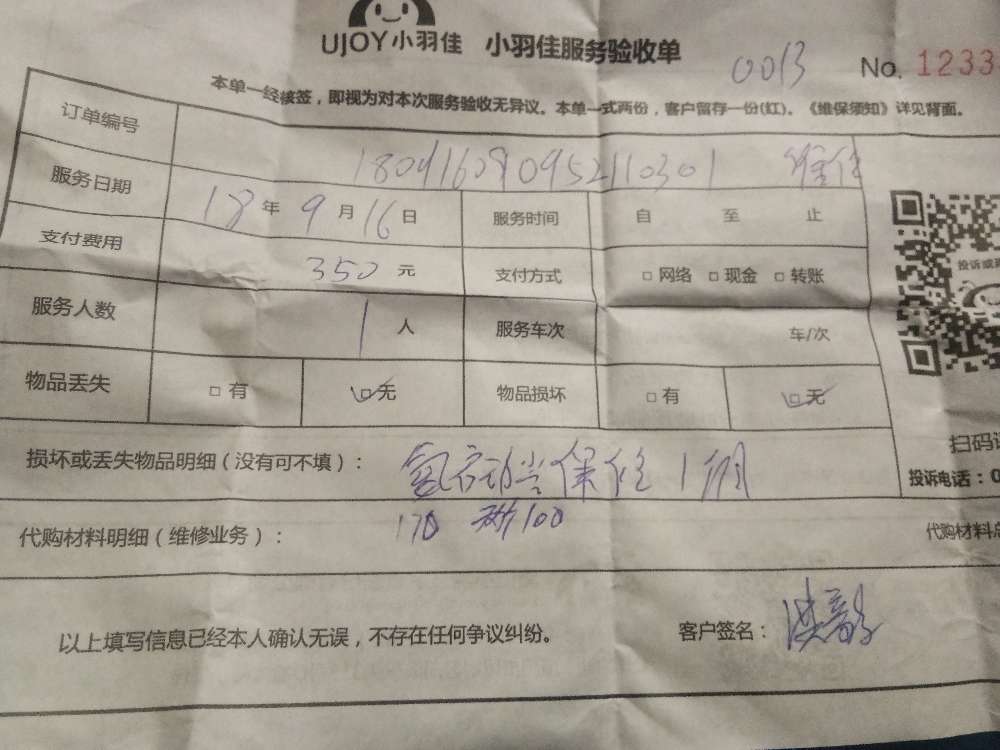 UJOY小羽佳 小羽佳服务验收单
0013 No. 1233
本单一经核签，即视为对本次服务验收无异议。本单一式两份，客户留存一份(红)。《维保须知》详见背面。
订单编号 180916090952110301
服务日期 18 年 9 月 16 日 服务时间 自 至 止
支付费用 350 元 支付方式 □ 网络 □ 现金 □ 转账
服务人数 1 人 服务车次 车/次
物品丢失 □ 有 □ 无 物品损坏 □ 有 □ 无
投诉或
扫码
损坏或丢失物品明细（没有可不填）： 保 1个月
投诉电话：0
代购材料明细（维修业务）： 170 100
代购材料
以上填写信息已经本人确认无误，不存在任何争议纠纷。 客户签名：